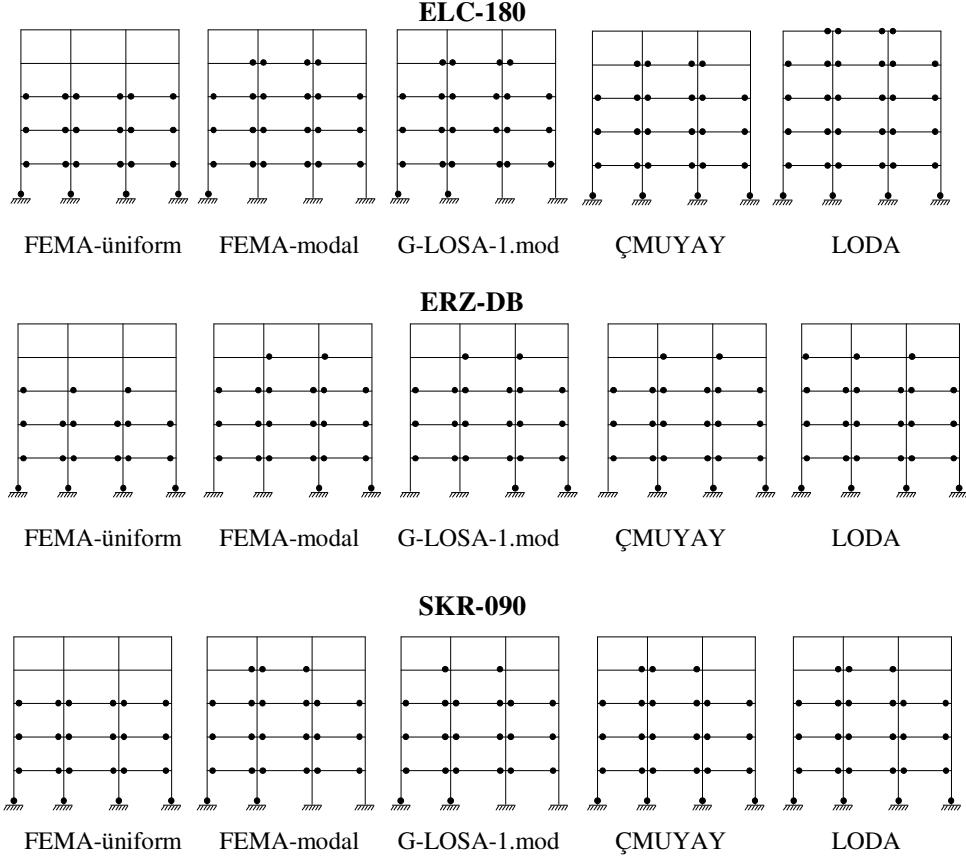 ELC-180
FEMA-üniform FEMA-modal G-LOSA-1.mod ÇMUYAY LODA
ERZ-DB
FEMA-üniform FEMA-modal G-LOSA-1.mod ÇMUYAY LODA
SKR-090
FEMA-üniform FEMA-modal G-LOSA-1.mod ÇMUYAY LODA